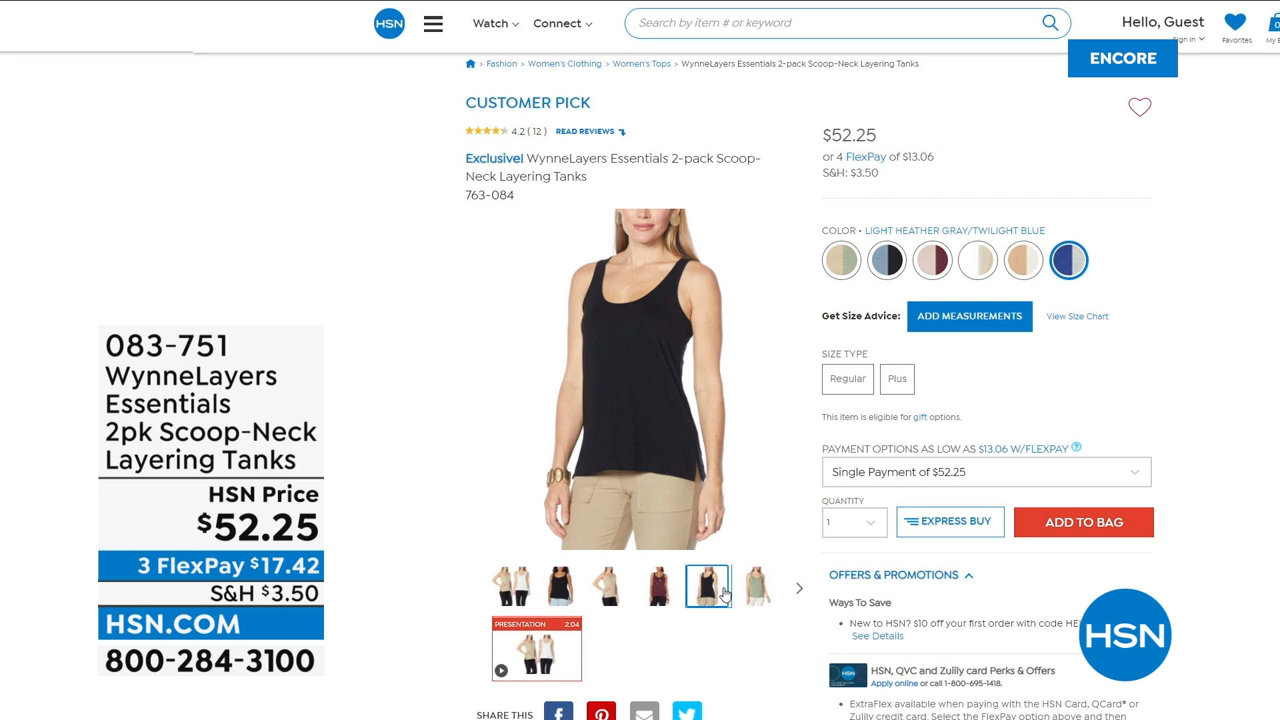 HSN
Watch
Connect
Search by item # or keyword
Hello, Guest
Sign In
Favorites
My
ENCORE
> Fashion > Women's Clothing > Women's Tops > WynneLayers Essentials 2-pack Scoop-Neck Layering Tanks
CUSTOMER PICK
4.2 ( 12 ) READ REVIEWS
Exclusive! WynneLayers Essentials 2-pack Scoop-
Neck Layering Tanks
763-084
$52.25
or 4 FlexPay of $13.06
S&H: $3.50
COLOR • LIGHT HEATHER GRAY/TWILIGHT BLUE
Get Size Advice: ADD MEASUREMENTS View Size Chart
SIZE TYPE
Regular Plus
This item is eligible for gift options.
PAYMENT OPTIONS AS LOW AS $13.06 W/FLEXPAY ?
Single Payment of $52.25
QUANTITY
1
EXPRESS BUY
ADD TO BAG
OFFERS & PROMOTIONS
Ways To Save
• New to HSN? $10 off your first order with code
See Details
HSN, QVC and Zulily card Perks & Offers
Apply online or call 1-800-695-1418.
• ExtraFlex available when paying with the HSN Card, QCard® or
Zulily credit card. Select the FlexPay option above and then
HSN
PRESENTATION 2:04
SHARE THIS
083-751
WynneLayers
Essentials
2pk Scoop-Neck
Layering Tanks
HSN Price
$52.25
3 FlexPay $17.42
S&H $3.50
HSN.COM
800-284-3100